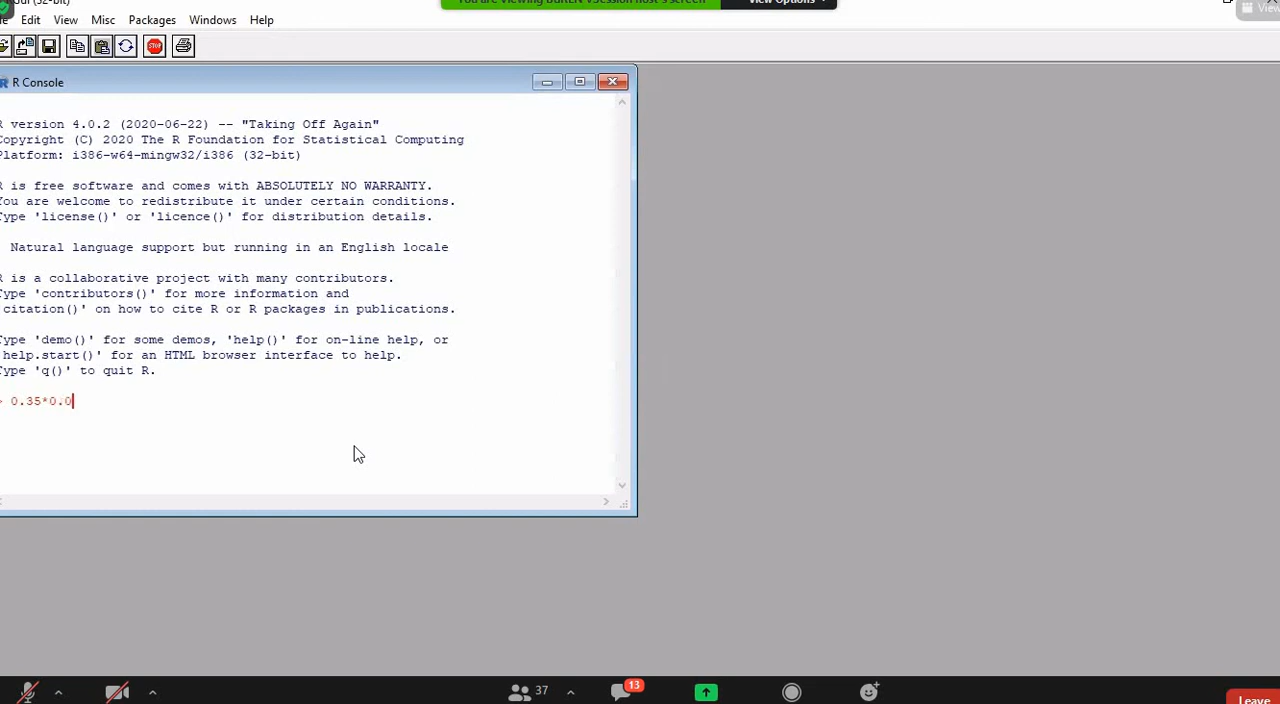 Edit View Misc Packages Windows Help
View Options
View
R Console
R version 4.0.2 (2020-06-22) -- "Taking Off Again"
Copyright (C) 2020 The R Foundation for Statistical Computing
Platform: i386-w64-mingw32/i386 (32-bit)
R is free software and comes with ABSOLUTELY NO WARRANTY.
You are welcome to redistribute it under certain conditions.
Type 'license()' or 'licence()' for distribution details.
Natural language support but running in an English locale
R is a collaborative project with many contributors.
Type 'contributors()' for more information and
citation()' on how to cite R or R packages in publications.
Type 'demo()' for some demos, 'help()' for on-line help, or
help.start()' for an HTML browser interface to help.
Type 'q()' to quit R.
> 0.35*0.0
STOP
37
13
Leave